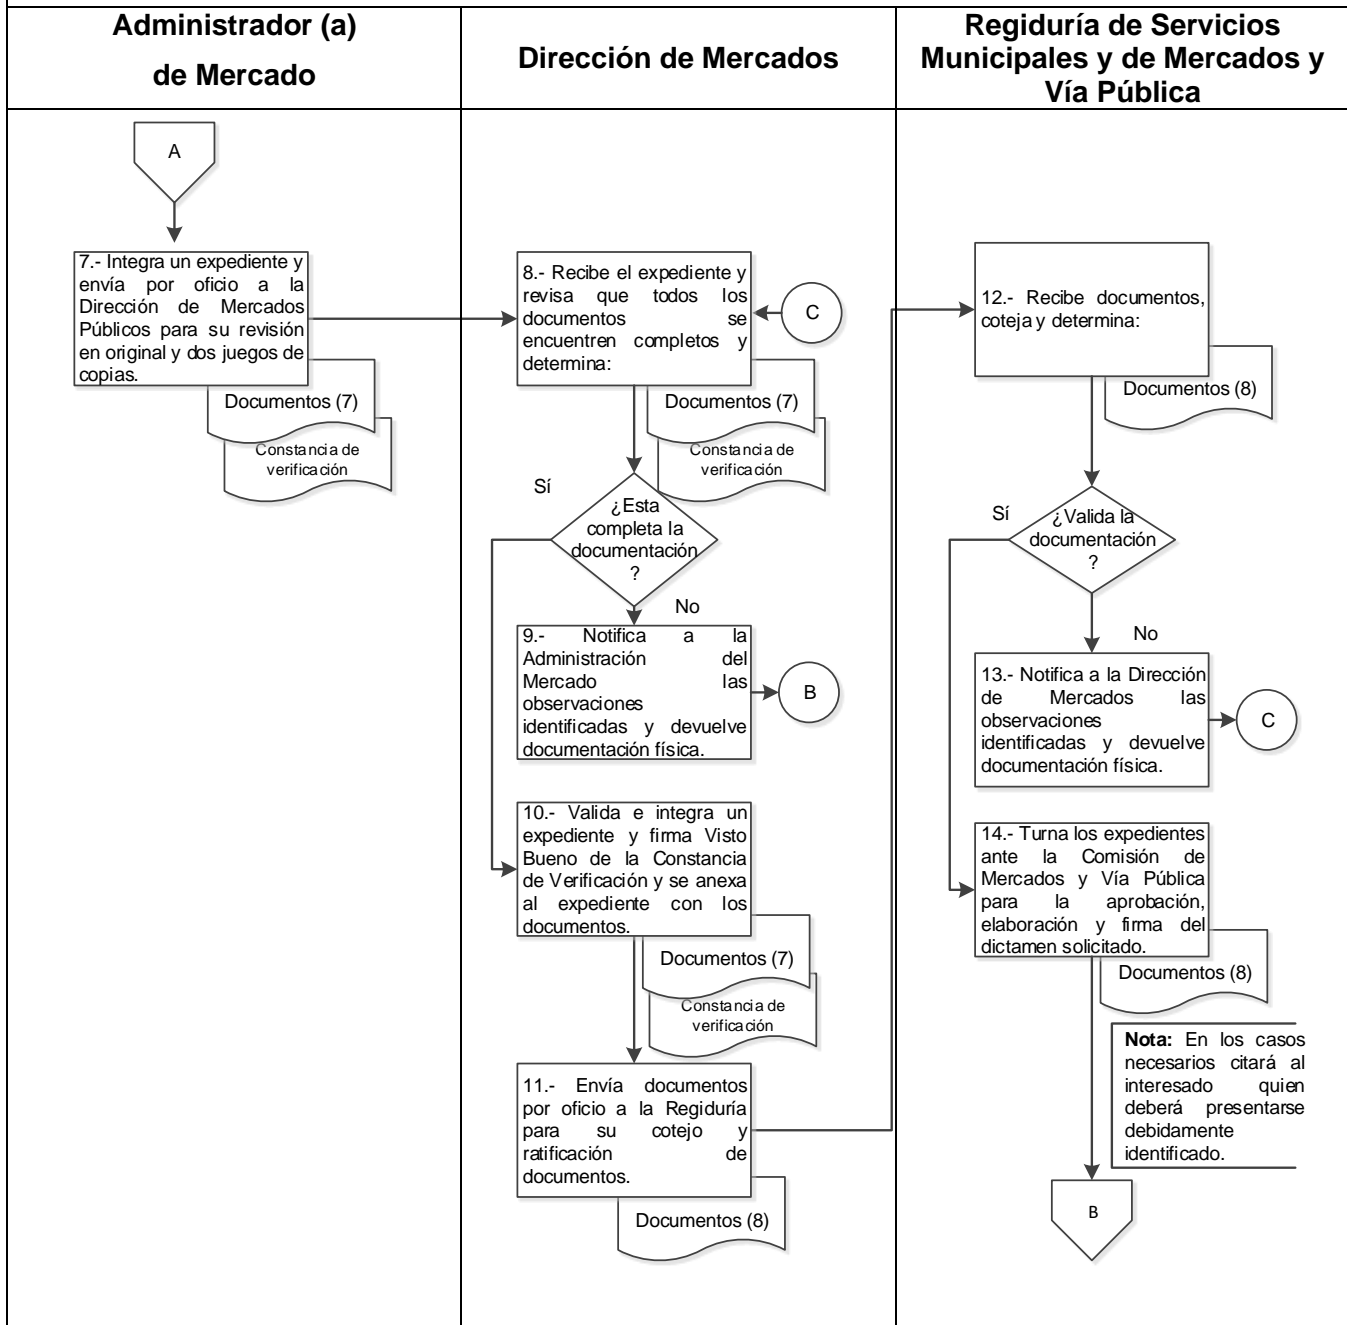 Administrador (a)
de Mercado
Dirección de Mercados
Regiduría de Servicios
Municipales y de Mercados y
Vía Pública
A
7.- Integra un expediente y
envía por oficio a la
Dirección de Mercados
Públicos para su revisión
en original y dos juegos de
copias.
Documentos (7)
Constancia de
verificación
8.- Recibe el expediente y
revisa que todos los
documentos se
encuentren completos y
determina:
C
Documentos (7)
Constancia de
verificación
Sí
¿Esta
completa la
documentación
?
No
9.- Notifica a la
Administración del
Mercado las
observaciones
identificadas y devuelve
documentación física.
B
10.- Valida e integra un
expediente y firma Visto
Bueno de la Constancia
de Verificación y se anexa
al expediente con los
documentos.
Documentos (7)
Constancia de
verificación
11.- Envía documentos
por oficio a la Regiduría
para su cotejo y
ratificación de
documentos.
Documentos (8)
12.- Recibe documentos,
coteja y determina:
Documentos (8)
Sí
¿Valida la
documentación
?
No
13.- Notifica a la Dirección
de Mercados las
observaciones
identificadas y devuelve
documentación física.
C
14.- Turna los expedientes
ante la Comisión de
Mercados y Vía Pública
para la aprobación,
elaboración y firma del
dictamen solicitado.
Documentos (8)
Nota: En los casos
necesarios citará al
interesado quien
deberá presentarse
debidamente
identificado.
B